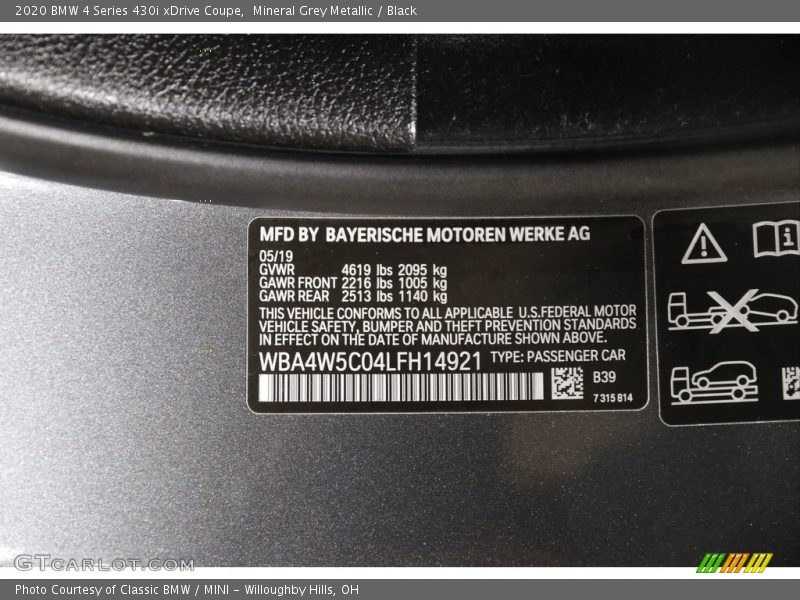 2020 BMW 4 Series 430i xDrive Coupe,  Mineral Grey Metallic / Black
MFD BY BAYERISCHE MOTOREN WERKE AG
05/19
GVWR 4619 lbs 2095 kg
GAWR FRONT 2216 lbs 1005 kg
GAWR REAR 2513 lbs 1140 kg
THIS VEHICLE CONFORMS TO ALL APPLICABLE U.S.FEDERAL MOTOR
VEHICLE SAFETY, BUMPER AND THEFT PREVENTION STANDARDS
IN EFFECT ON THE DATE OF MANUFACTURE SHOWN ABOVE.
WBA4W5C04LFH14921 TYPE: PASSENGER CAR
B39
7 315 814
GTCarLot.com
Photo Courtesy of Classic BMW / MINI - Willoughby Hills, OH